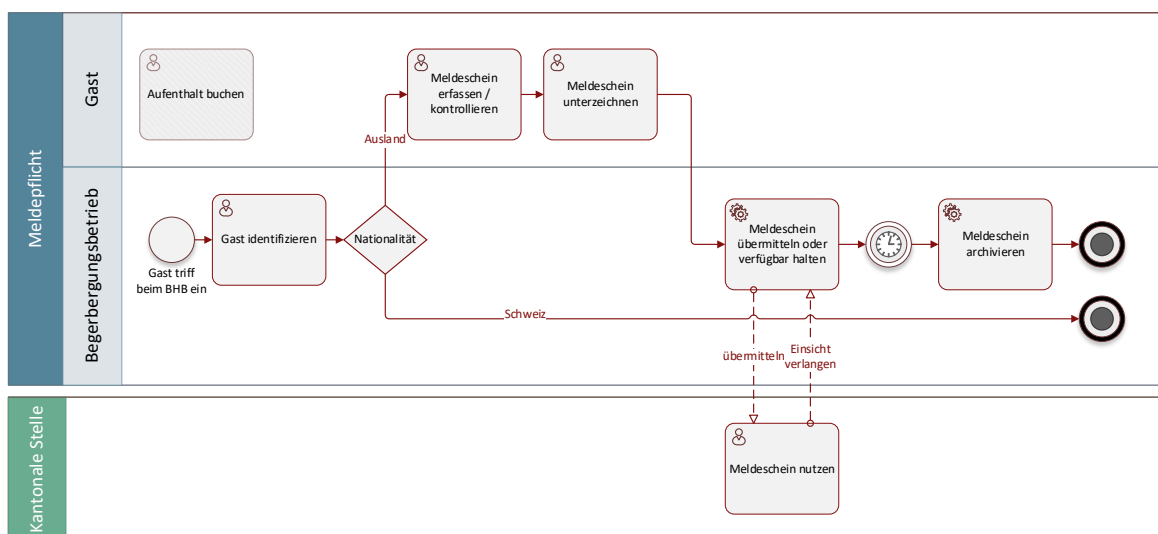 Meldepflicht
Gast
Aufenthalt buchen
Meldeschein
erfassen /
kontrollieren
Meldeschein
unterzeichnen
Ausland
Begerbergungsbetrieb
Gast triff
beim BHB ein
Gast identifizieren
Nationalität
Meldeschein
übermitteln oder
verfügbar halten
Meldeschein
archivieren
Schweiz
übermitteln
Einsicht
verlangen
Kantonale Stelle
Meldeschein nutzen